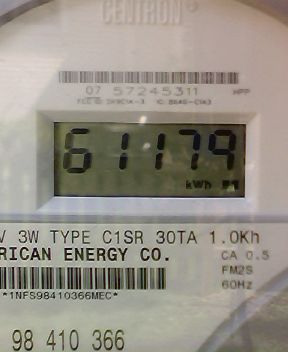 CENTRON®
07 57245311 HPP
61179
kWh
V 3W TYPE C1SR 30TA 1.0Kh
RICAN ENERGY CO. CA 0.5
FM2S
60Hz
*1NFS98410366MEC*
98 410 366